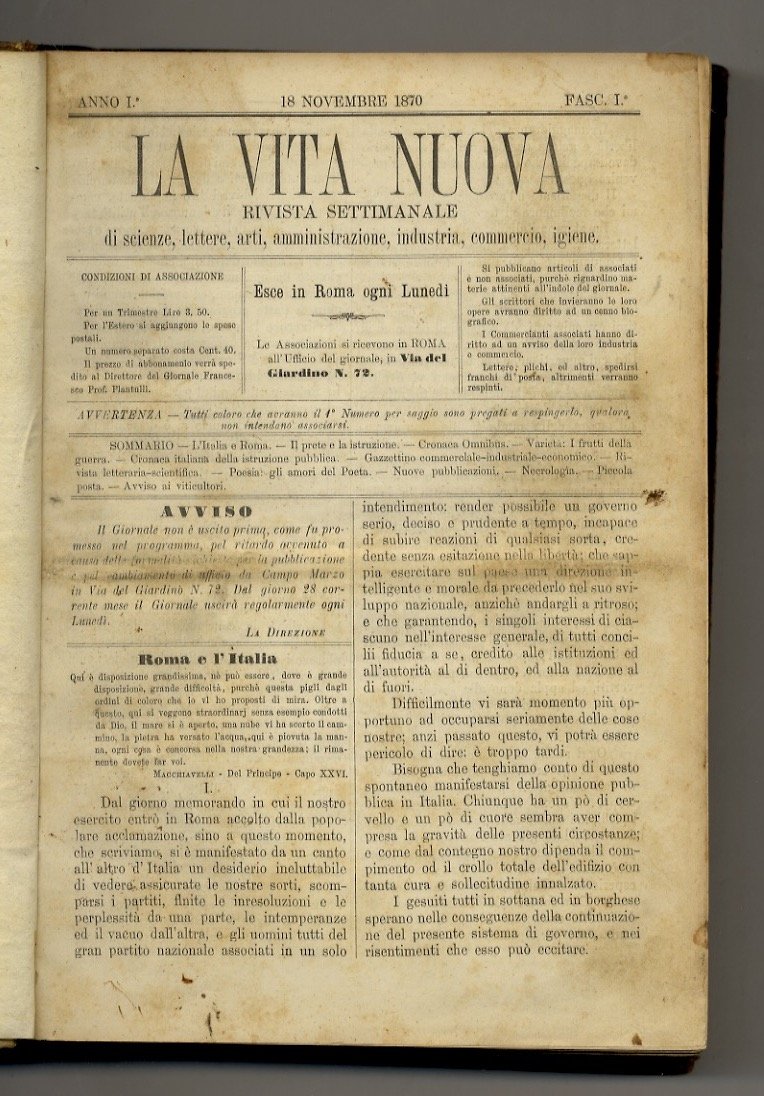 ANNO I.°
18 NOVEMBRE 1870
FASC. I.°
LA VITA NUOVA
RIVISTA SETTIMANALE
di scienze, lettere, arti, amministrazione, industria, commercio, igiene.
CONDIZIONI DI ASSOCIAZIONE
Per un Trimestre Lire 3, 50.
Per l'Estero si aggiungono le spese
postali.
Un numero separato costa Cent. 40.
Il prezzo di abbonamento verrà spe-
dito al Direttore del Giornale France-
sco Prof. Plantulli.
Esce in Roma ogni Lunedì
Le Associazioni si ricevono in ROMA
all'Ufficio del giornale, in Via del
Giardino N. 72.
Si pubblicano articoli di associati
e non associati, purchè riguardino ma-
terie attinenti all'indole del giornale.
Gli scrittori che invieranno le loro
opere avranno diritto ad un cenno bio-
grafico.
I Commercianti associati hanno di-
ritto ad un avviso della loro industria
e commercio.
Lettere, plichi, ed altro, spedirsi
franchi di posta, altrimenti verranno
respinti.
AVVERTENZA — Tutti coloro che avranno il 1° Numero per saggio sono pregati a respingerlo, qualora
non intendano associarsi.
SOMMARIO — L'Italia e Roma. — Il prete e la istruzione. — Cronaca Omnibus. — Varietà: I frutti della
guerra. — Cronaca italiana della istruzione pubblica. — Gazzettino commerciale-industriale-economico. — Ri-
vista letteraria-scientifica. — Poesia: gli amori del Poeta. — Nuove pubblicazioni. — Necrologia. — Piccola
posta. — Avviso ai viticultori.
AVVISO
Il Giornale non è uscito prima, come fu pro-
messo nel programma, pel ritardo avvenuto a
causa delle formalità richieste per la pubblicazione
e pel cambiamento di ufficio da Campo Marzo
in Via del Giardino N. 72. Dal giorno 28 cor-
rente mese il Giornale uscirà regolarmente ogni
Lunedì.
LA DIREZIONE
Roma e l'Italia
Quì è disposizione grandissima, nè può essere, dove è grande
disposizione, grande difficoltà, purchè questa pigli dagli
ordini di coloro che io vi ho proposti di mira. Oltre a
questo, qui si veggono straordinarj senza esempio condotti
da Dio, il mare si è aperto, una nube vi ha scorto il cam-
mino, la pietra ha versato l'acqua, qui è piovuta la man-
na, ogni cosa è concorsa nella nostra grandezza; il rima-
nente dovete far voi.
MACCHIAVELLI - Del Principe - Capo XXVI.
I.
Dal giorno memorando in cui il nostro
esercito entrò in Roma accolto dalla popo-
lare acclamazione, sino a questo momento,
che scriviamo, si è manifestato da un canto
all'altro d'Italia un desiderio ineluttabile
di vedere assicurate le nostre sorti, scom-
parsi i partiti, finite le inresoluzioni e le
perplessità da una parte, le intemperanze
ed il vacuo dall'altra, e gli uomini tutti del
gran partito nazionale associati in un solo
intendimento: render possibile un governo
serio, deciso e prudente a tempo, incapace
di subire reazioni di qualsiasi sorta, cre-
dente senza esitazione nella libertà; che sap-
pia esercitare sul paese una direzione in-
telligente e morale da precederlo nel suo svi-
luppo nazionale, anzichè andargli a ritroso;
e che garantendo, i singoli interessi di cia-
scuno nell'interesse generale, di tutti concil-
ii fiducia a se, credito alle istituzioni ed
all'autorità al di dentro, ed alla nazione al
di fuori.
Difficilmente vi sarà momento più op-
portuno ad occuparsi seriamente delle cose
nostre; anzi passato questo, vi potrà essere
pericolo di dire: è troppo tardi.
Bisogna che tenghiamo conto di questo
spontaneo manifestarsi della opinione pub-
blica in Italia. Chiunque ha un pò di cer-
vello e un pò di cuore sembra aver com-
presa la gravità delle presenti circostanze;
e come dal contegno nostro dipenda il com-
pimento od il crollo totale dell'edifizio con
tanta cura e sollecitudine innalzato.
I gesuiti tutti in sottana ed in borghese
sperano nelle conseguenze della continuazio-
ne del presente sistema di governo, e nei
risentimenti che esso può eccitare.